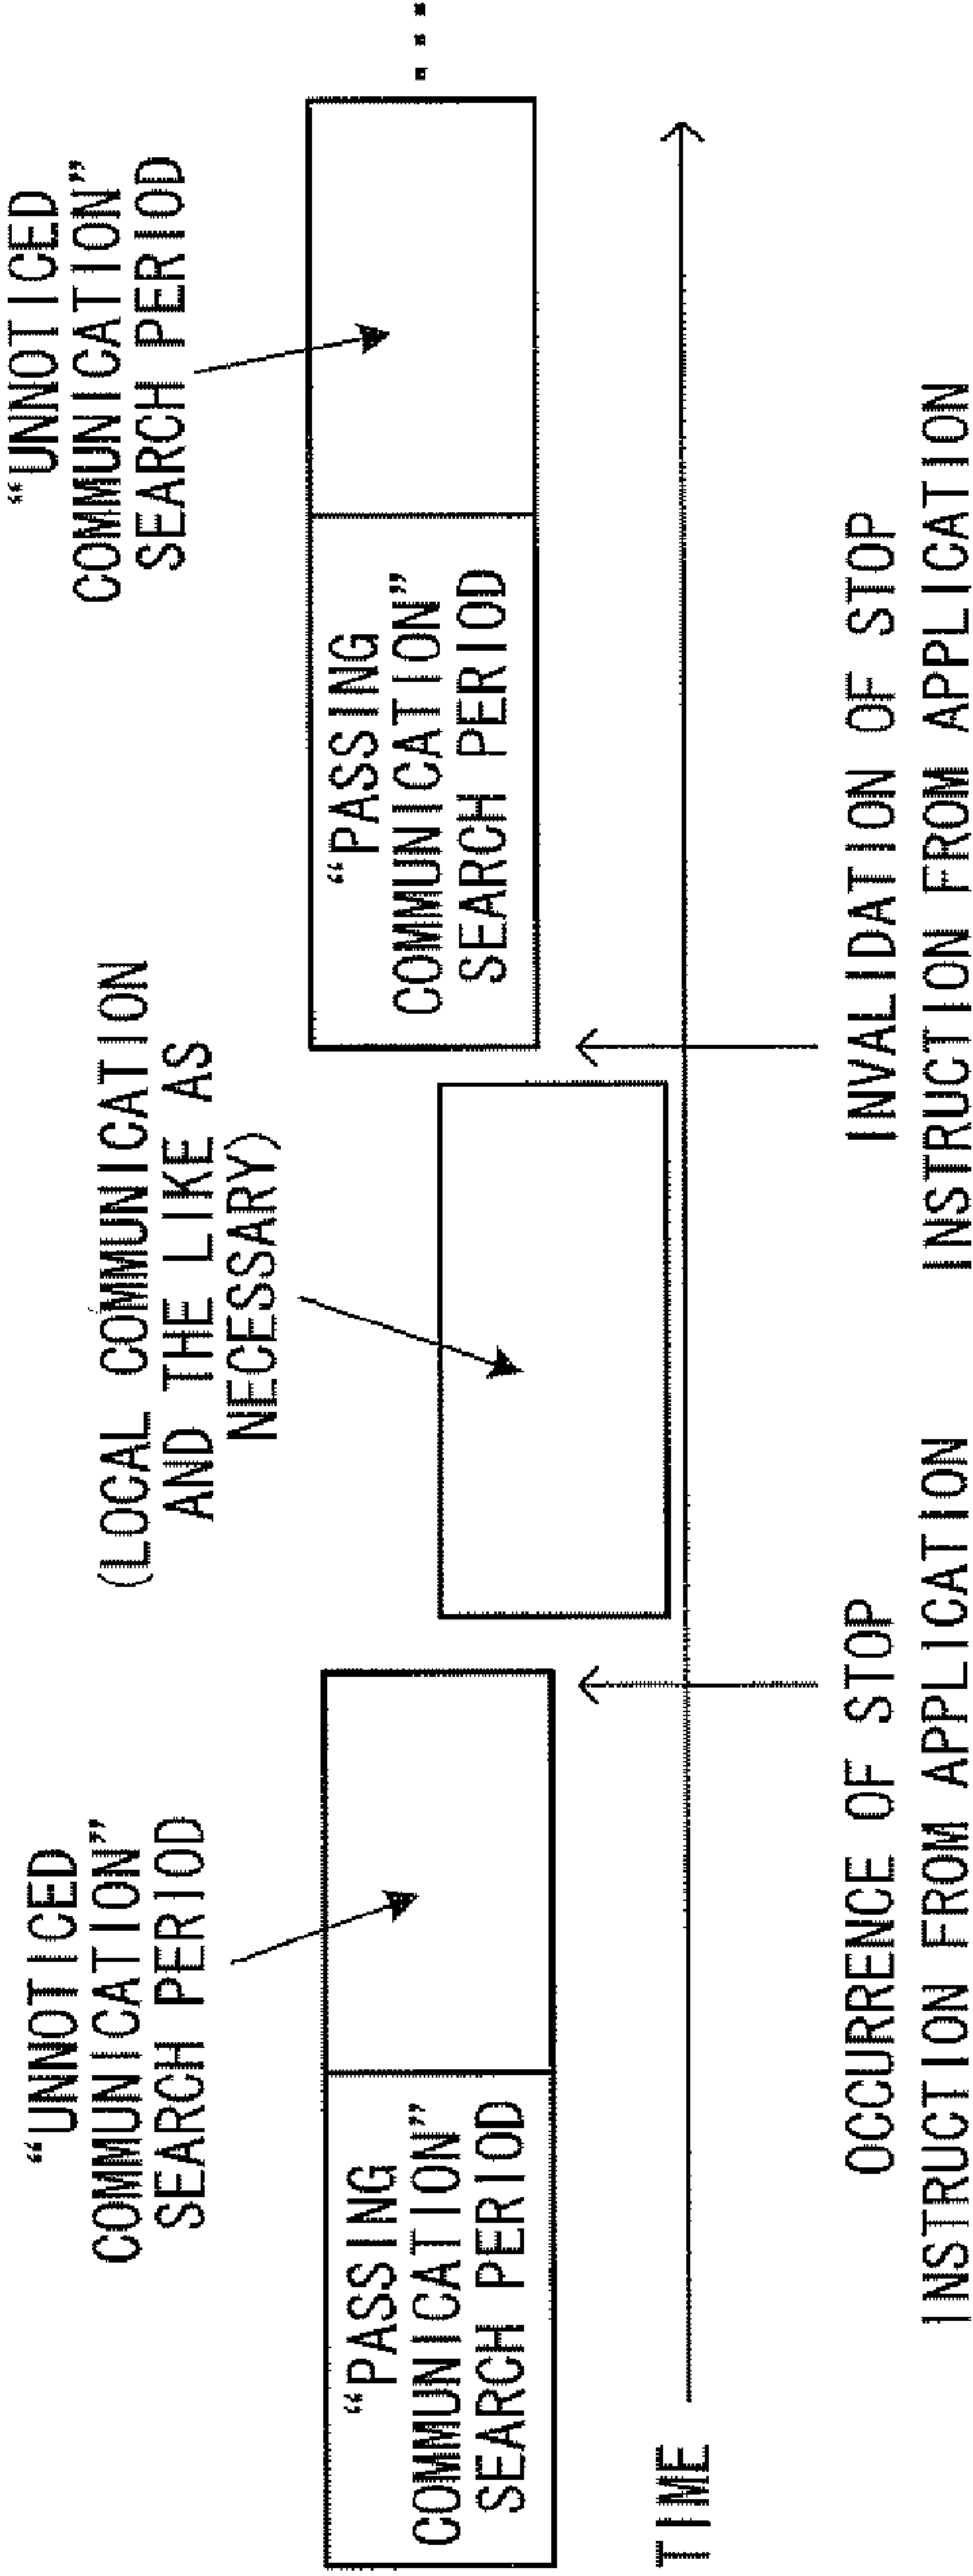 “UNNOTICED
COMMUNICATION”
SEARCH PERIOD
(LOCAL COMMUNICATION
AND THE LIKE AS
NECESSARY)
“UNNOTICED
COMMUNICATION”
SEARCH PERIOD
“PASSING
COMMUNICATION”
SEARCH PERIOD
“PASSING
COMMUNICATION”
SEARCH PERIOD
TIME
OCCURRENCE OF STOP
INSTRUCTION FROM APPLICATION
INVALIDATION OF STOP
INSTRUCTION FROM APPLICATION